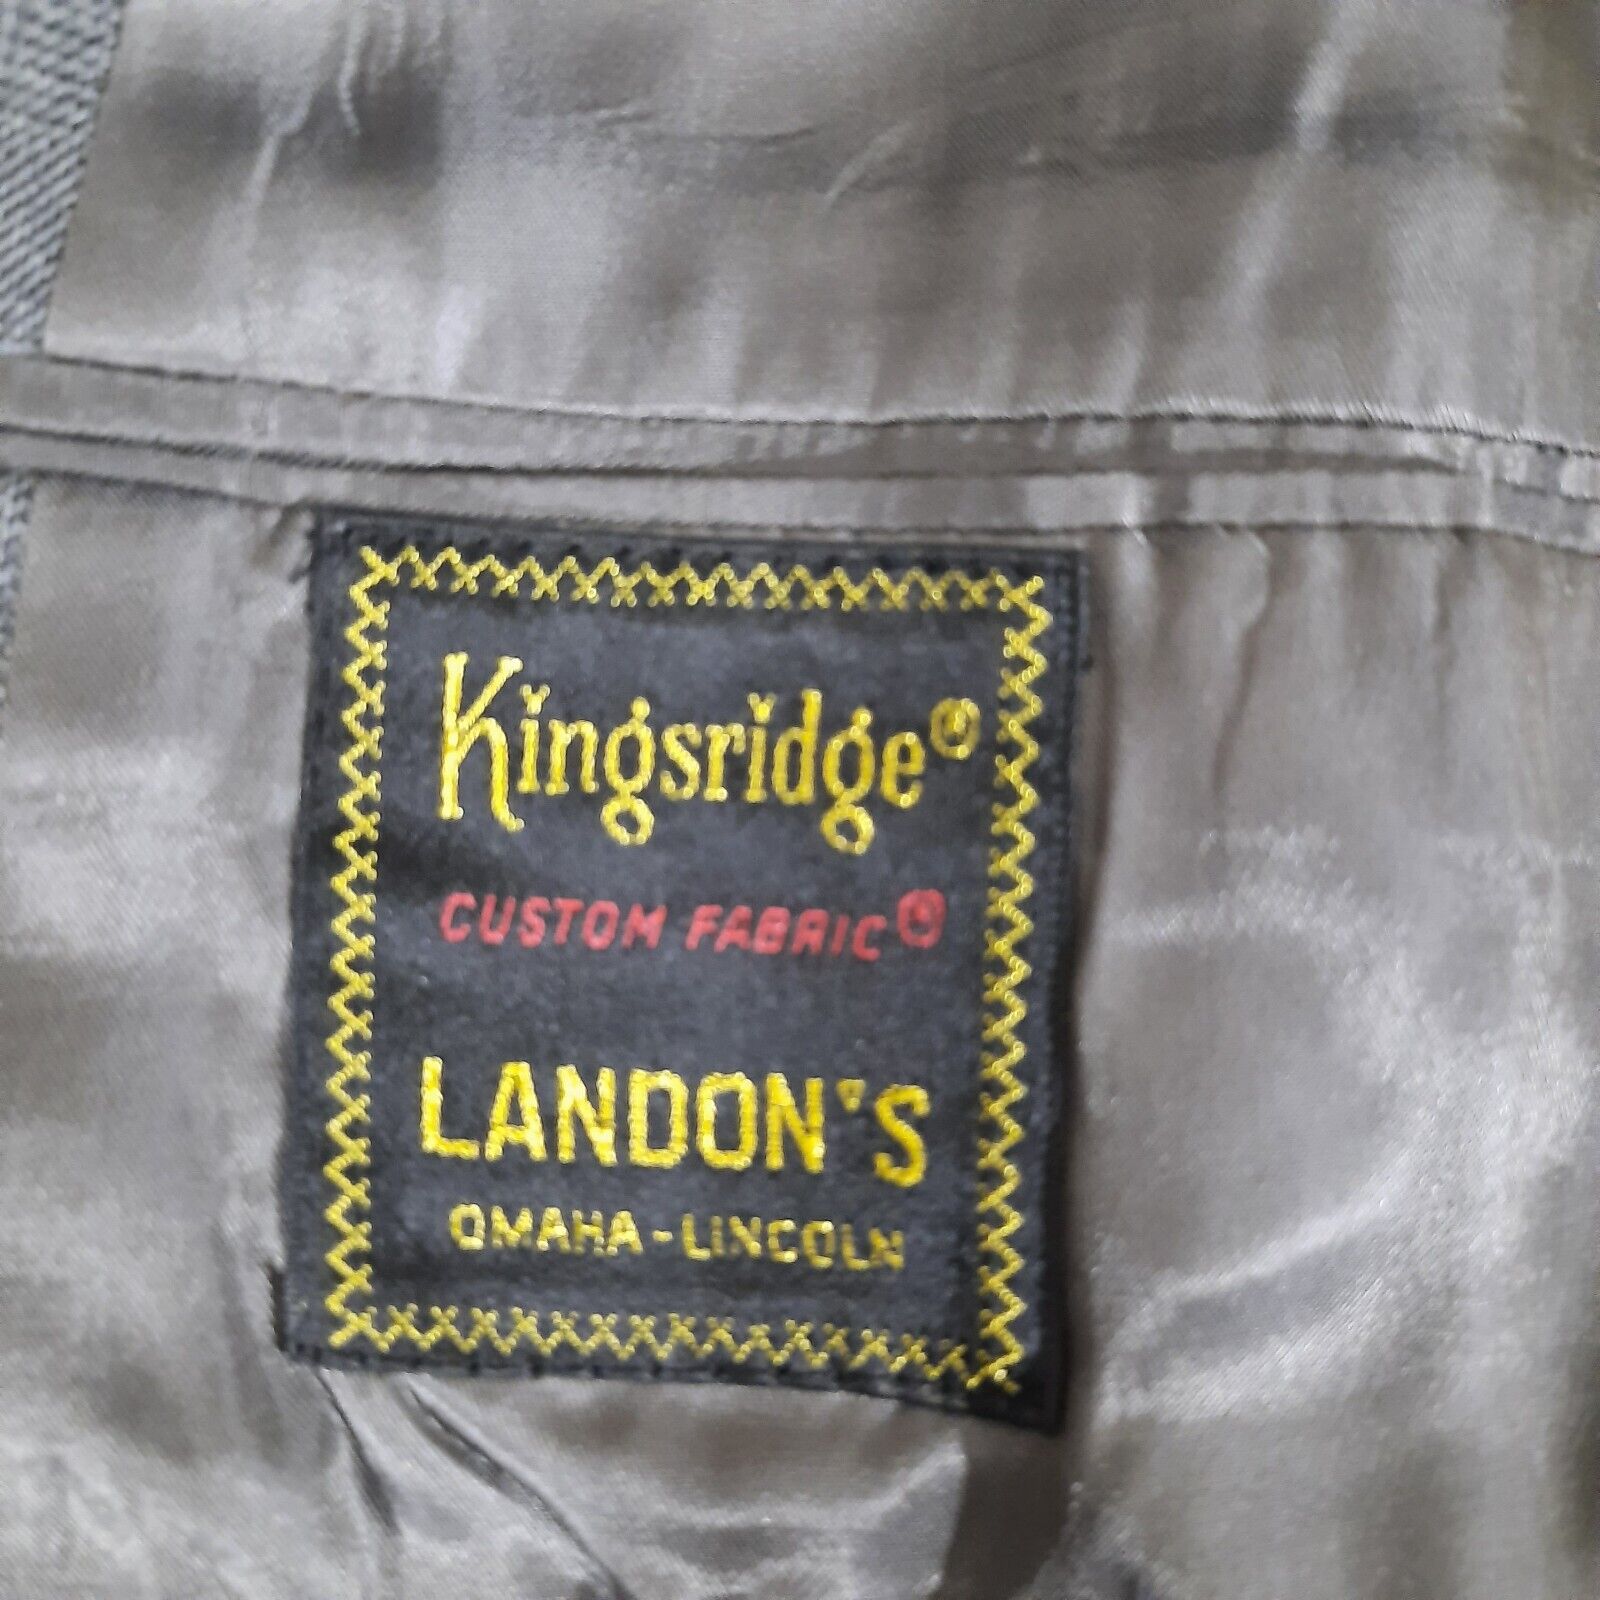 Kingsridge®
CUSTOM FABRIC®
LANDON'S
OMAHA-LINCOLN